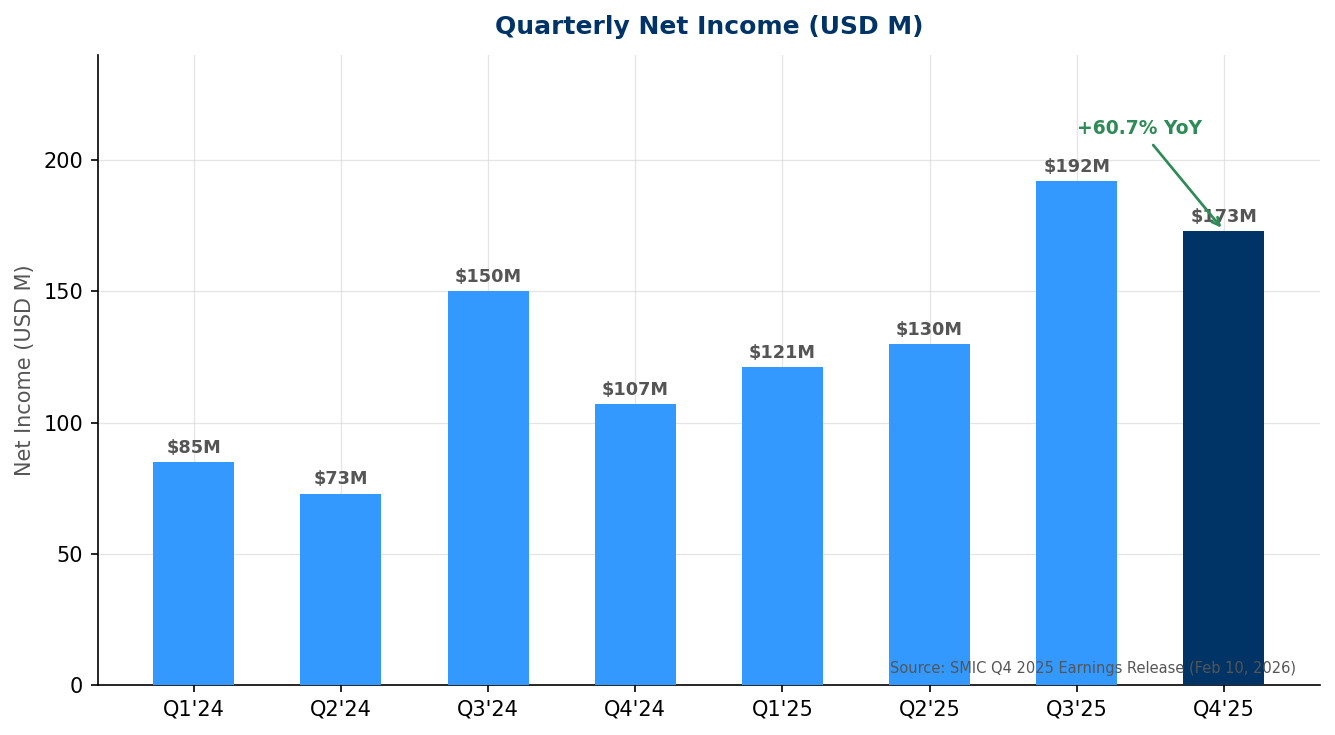 Quarterly Net Income (USD M)
Net Income (USD M)
200
150
100
50
0
+60.7% YoY
$85M
$73M
$150M
$107M
$121M
$130M
$192M
$173M
Source: SMIC Q4 2025 Earnings Release (Feb 10, 2026)
Q1'24
Q2'24
Q3'24
Q4'24
Q1'25
Q2'25
Q3'25
Q4'25